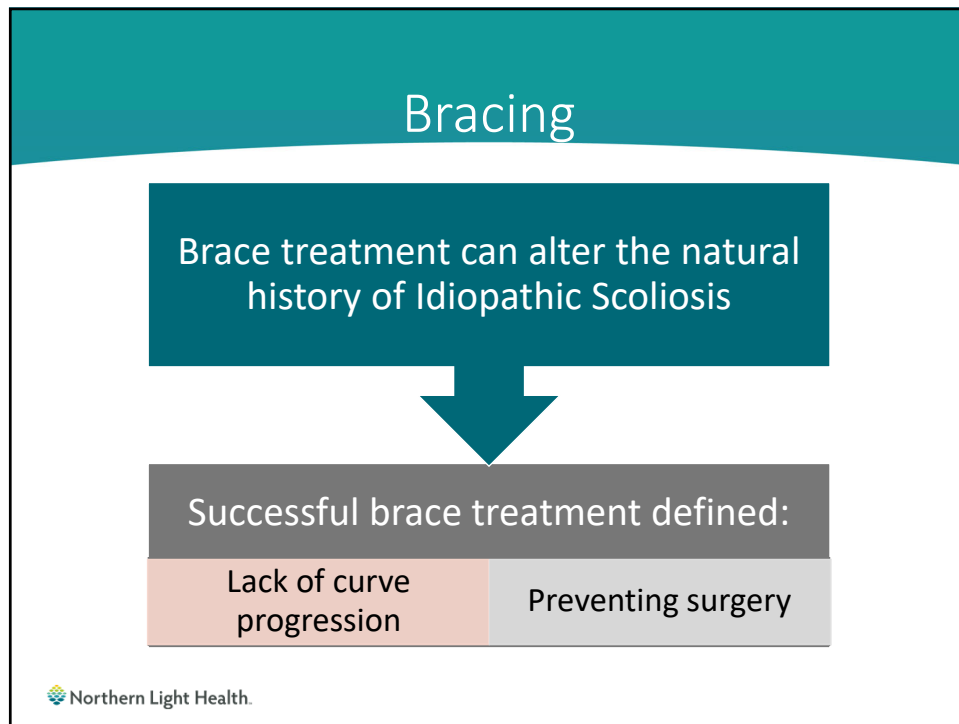 Bracing
Brace treatment can alter the natural
history of Idiopathic Scoliosis
Successful brace treatment defined:
Lack of curve
progression
Preventing surgery
Northern Light Health.